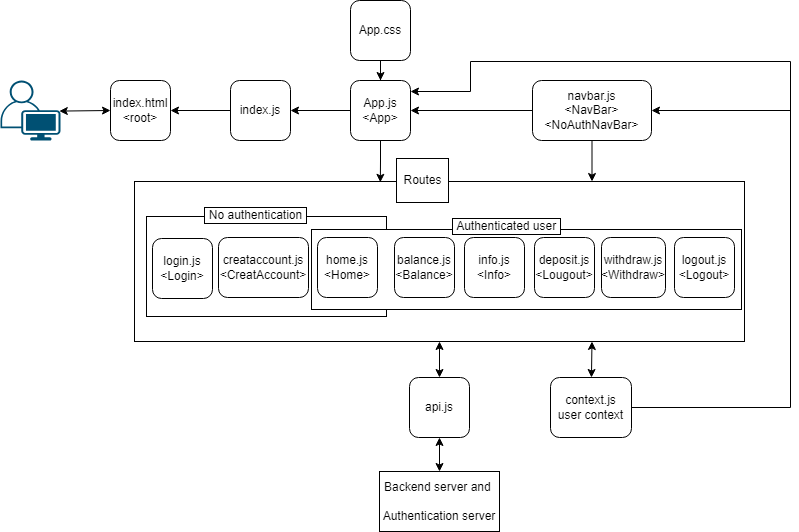 App.css
index.html
<root>
index.js
App.js
<App>
navbar.js
<NavBar>
<NoAuthNavBar>
Routes
No authentication
Authenticated user
login.js
<Login>
creataccount.js
<CreatAccount>
home.js
<Home>
balance.js
<Balance>
info.js
<Info>
deposit.js
<Lougout>
withdraw.js
<Withdraw>
logout.js
<Logout>
api.js
context.js
user context
Backend server and
Authentication server